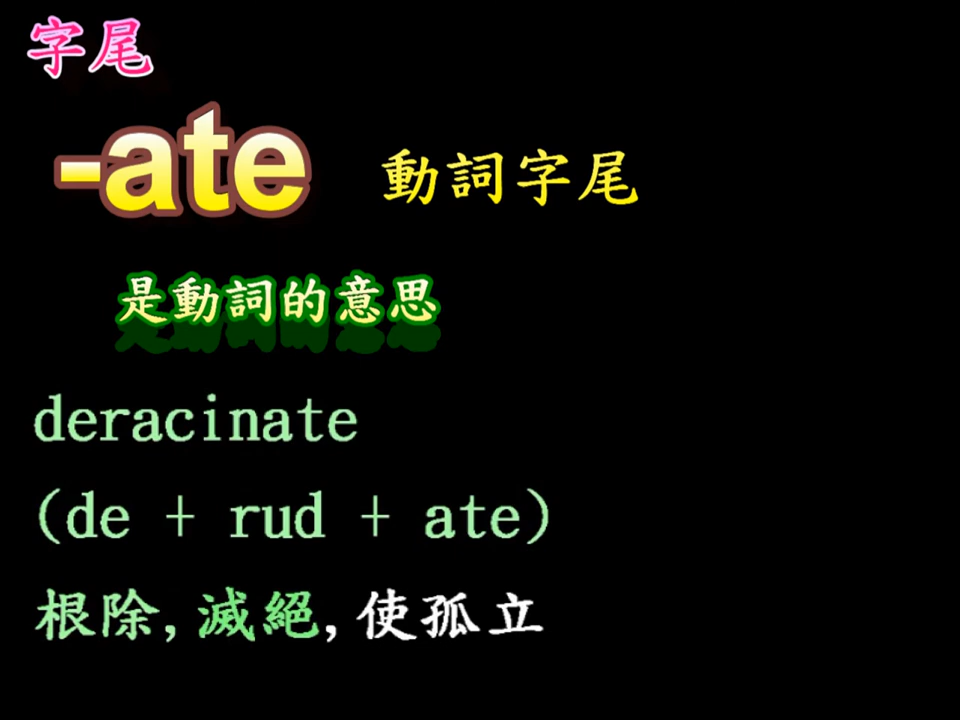 字尾
-ate 動詞字尾
是動詞的意思
deracinate
(de + rud + ate)
根除,滅絕,使孤立